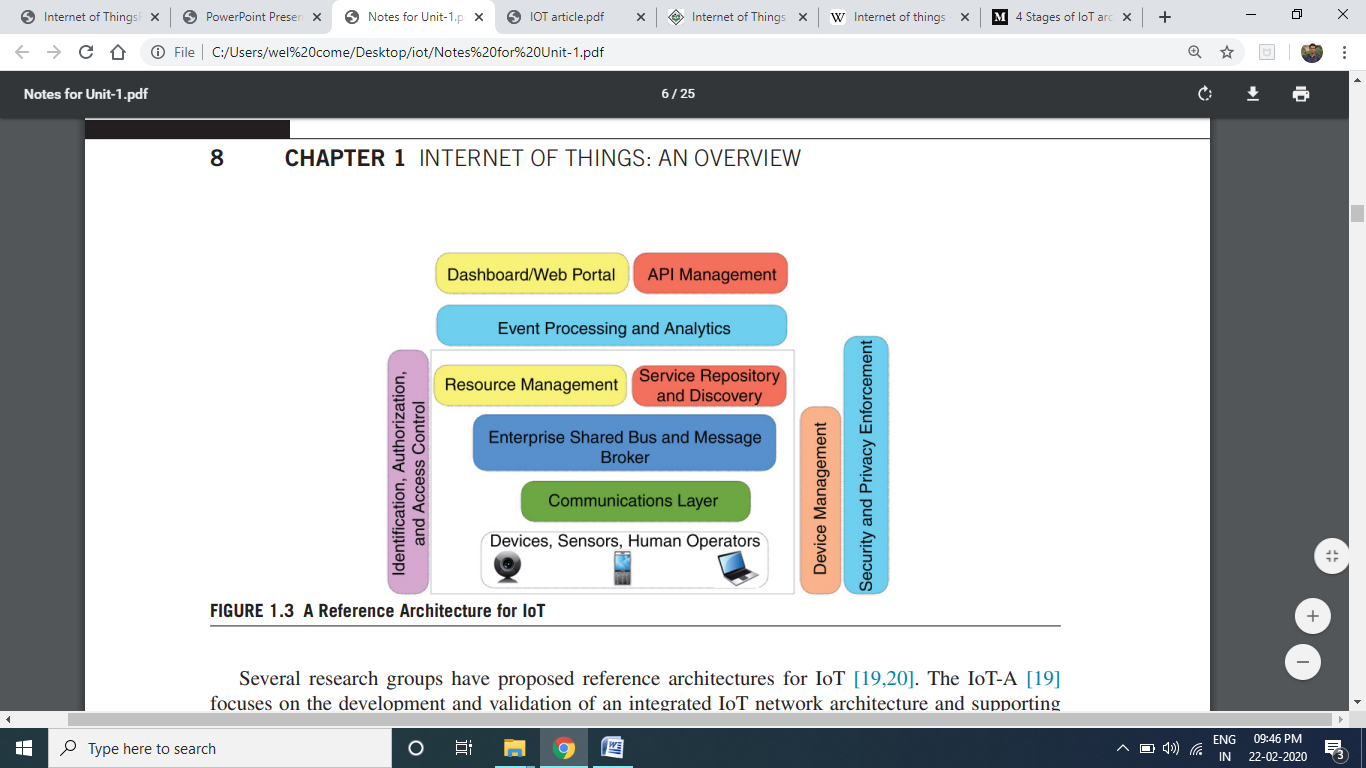 Internet of Things
PowerPoint Presen
Notes for Unit-1.p
IOT article.pdf
Internet of Things
W
Internet of things
M
4 Stages of IoT arc
File
C:/Users/wel%20come/Desktop/iot/Notes%20for%20Unit-1.pdf
Notes for Unit-1.pdf
6 / 25
8 CHAPTER 1 INTERNET OF THINGS: AN OVERVIEW
Dashboard/Web Portal
API Management
Event Processing and Analytics
Identification, Authorization,
and Access Control
Resource Management
Service Repository
and Discovery
Enterprise Shared Bus and Message
Broker
Communications Layer
Devices, Sensors, Human Operators
Device Management
Security and Privacy Enforcement
FIGURE 1.3 A Reference Architecture for IoT
Several research groups have proposed reference architectures for IoT [19,20]. The IoT-A [19]
focuses on the development and validation of an integrated IoT network architecture and supporting
Type here to search
ENG
IN
09:46 PM
22-02-2020
3